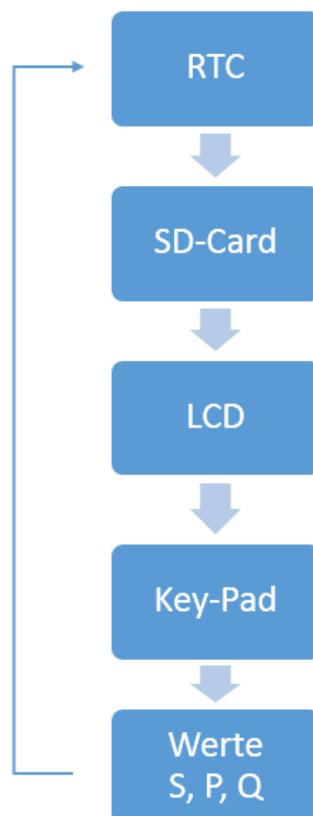 RTC
SD-Card
LCD
Key-Pad
Werte
S, P, Q